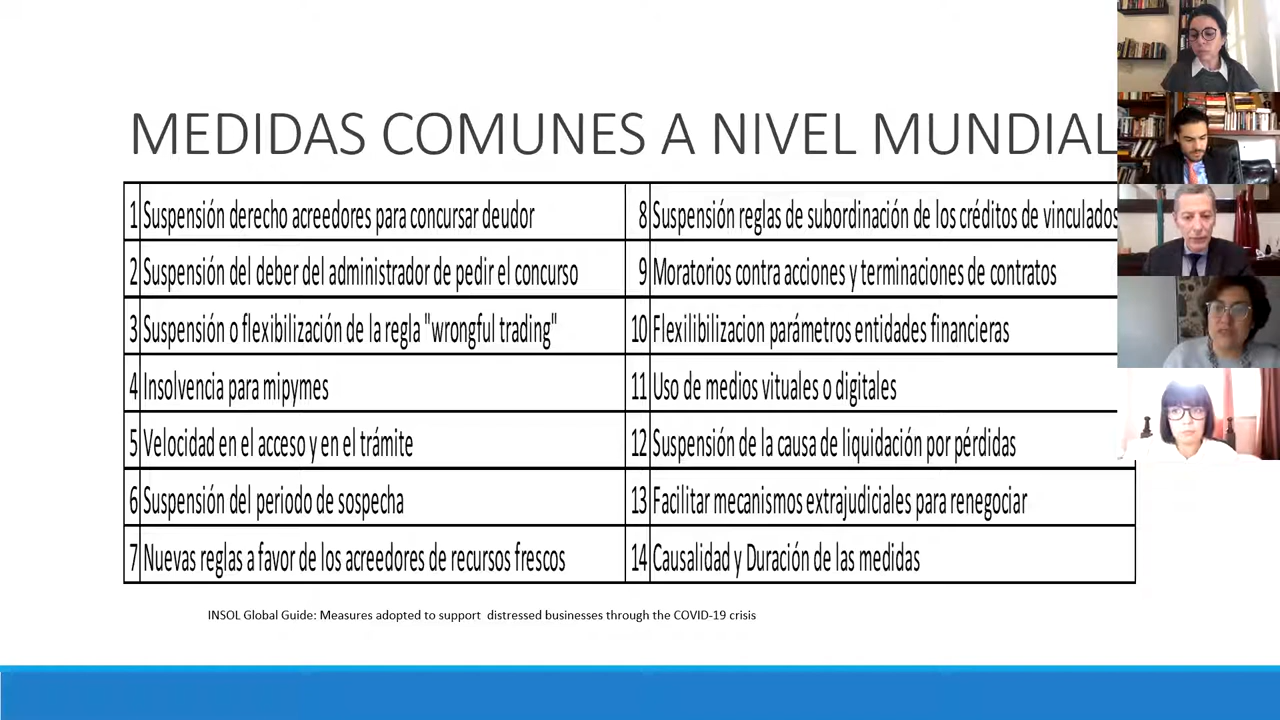 MEDIDAS COMUNES A NIVEL MUNDIAL
1 Suspensión derecho acreedores para concursar deudor
2 Suspensión del deber del administrador de pedir el concurso
3 Suspensión o flexibilización de la regla "wrongful trading"
4 Insolvencia para mipymes
5 Velocidad en el acceso y en el trámite
6 Suspensión del periodo de sospecha
7 Nuevas reglas a favor de los acreedores de recursos frescos
8 Suspensión reglas de subordinación de los créditos de vinculados
9 Moratorios contra acciones y terminaciones de contratos
10 Flexilibilizacion parámetros entidades financieras
11 Uso de medios vituales o digitales
12 Suspensión de la causa de liquidación por pérdidas
13 Facilitar mecanismos extrajudiciales para renegociar
14 Causalidad y Duración de las medidas
INSOL Global Guide: Measures adopted to support distressed businesses through the COVID-19 crisis